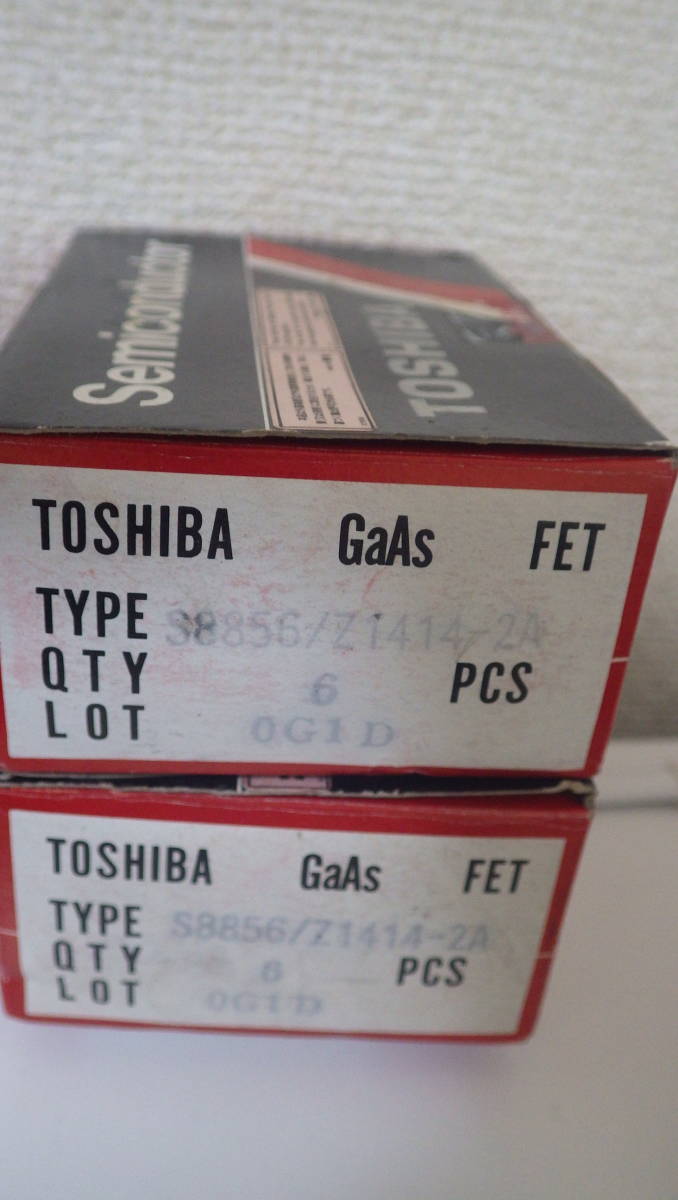 Semiconductor
TOSHIBA
TOSHIBA GaAs FET
TYPE S8856/Z1414-2A
QTY 6 PCS
LOT 0G1D
TOSHIBA GaAs FET
TYPE S8856/Z1414-2A
QTY 6 PCS
LOT 0G1D